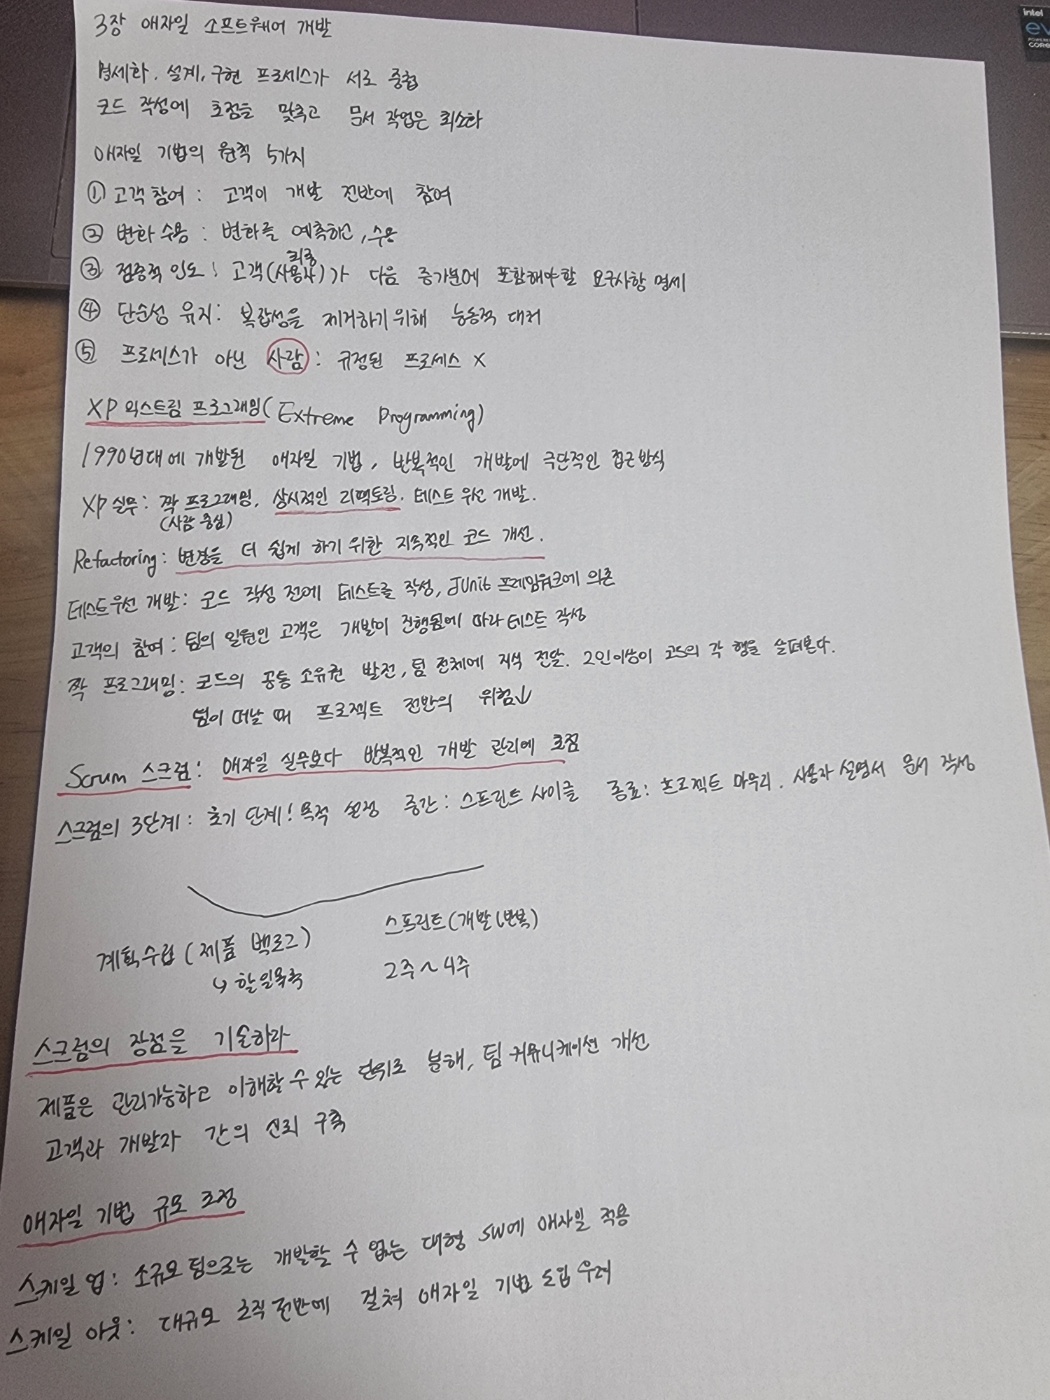 3장 애자일 소프트웨어 개발
명세화, 설계, 구현 프로세스가 서로 중첩
코드 작성에 초점을 맞추고 문서 작업은 최소화
애자일 기법의 원칙 5가지
① 고객 참여 : 고객이 개발 전반에 참여
② 변화 수용 : 변화를 예측하고, 수용
③ 점증적 인도 : 고객(최종 사용자)가 다음 증가분에 포함해야 할 요구사항 명세
④ 단순성 유지: 복잡성을 제거하기 위해 능동적 대처
⑤ 프로세스가 아닌 사람 : 규정된 프로세스 X
XP 익스트림 프로그래밍(Extreme Programming)
1990년대에 개발된 애자일 기법, 반복적인 개발에 극단적인 접근 방식
XP 실무: 짝 프로그래밍, 상시적인 리팩토링. 테스트 우선 개발.
(사람 중심)
Refactoring: 변경을 더 쉽게 하기 위한 지속적인 코드 개선.
테스트우선 개발: 코드 작성 전에 테스트를 작성, JUnit 프레임워크에 의존
고객의 참여 : 팀의 일원인 고객은 개발이 진행됨에 따라 테스트 작성
짝 프로그래밍: 코드의 공동 소유권 발전, 팀 전체에 지식 전달. 2인이상이 코드의 각 행을 살펴본다.
팀이 떠날 때 프로젝트 전반의 위험↓
Scrum 스크럼: 애자일 실무보다 반복적인 개발 관리에 초점
스크럼의 3단계: 초기 단계: 목적 설정 중간: 스프린트 사이클 종료: 프로젝트 마무리. 사용자 설명서 문서 작성
계획수립 (제품 백로그) 스프린트(개발(반복)
↳ 할일목록 2주~4주
스크럼의 장점을 기술하라
제품은 관리가능하고 이해할 수 있는 단위로 분해, 팀 커뮤니케이션 개선
고객과 개발자 간의 신뢰 구축
애자일 기법 규모 조정
스케일 업: 소규모 팀으로는 개발할 수 없는 대형 SW에 애자일 적용
스케일 아웃: 대규모 조직 전반에 걸쳐 애자일 기법 도입
intel
CORE